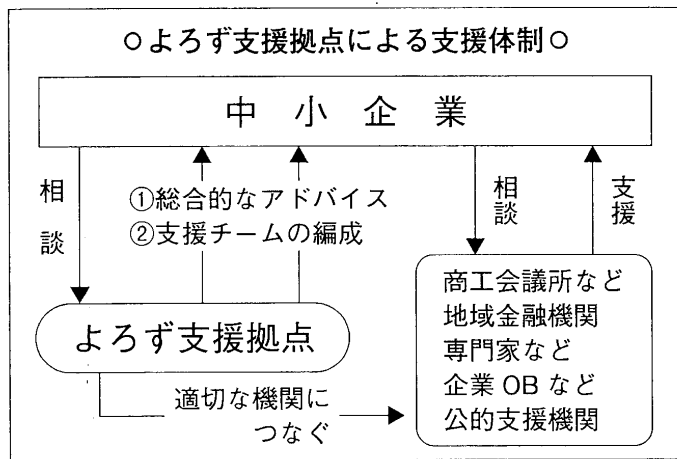 ○よろず支援拠点による支援体制○
中小企業
相談
①総合的なアドバイス
②支援チームの編成
相談
支援
よろず支援拠点
商工会議所など
地域金融機関
専門家など
企業OBなど
公的支援機関
適切な機関に
つなぐ